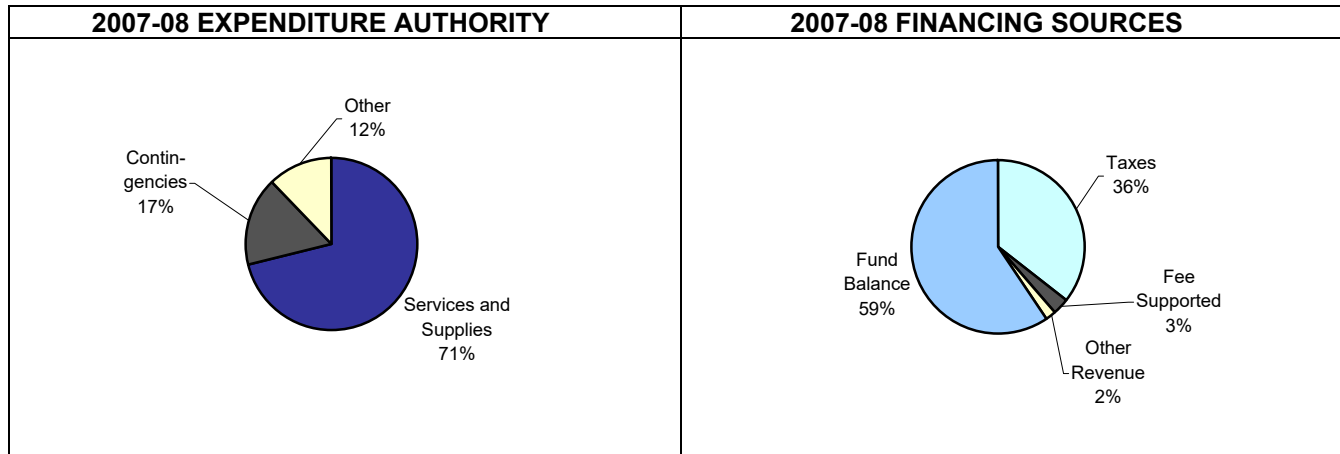 2007-08 EXPENDITURE AUTHORITY
2007-08 FINANCING SOURCES
Other
12%
Contin-
gencies
17%
Services and
Supplies
71%
Taxes
36%
Fund
Balance
59%
Fee
Supported
3%
Other
Revenue
2%